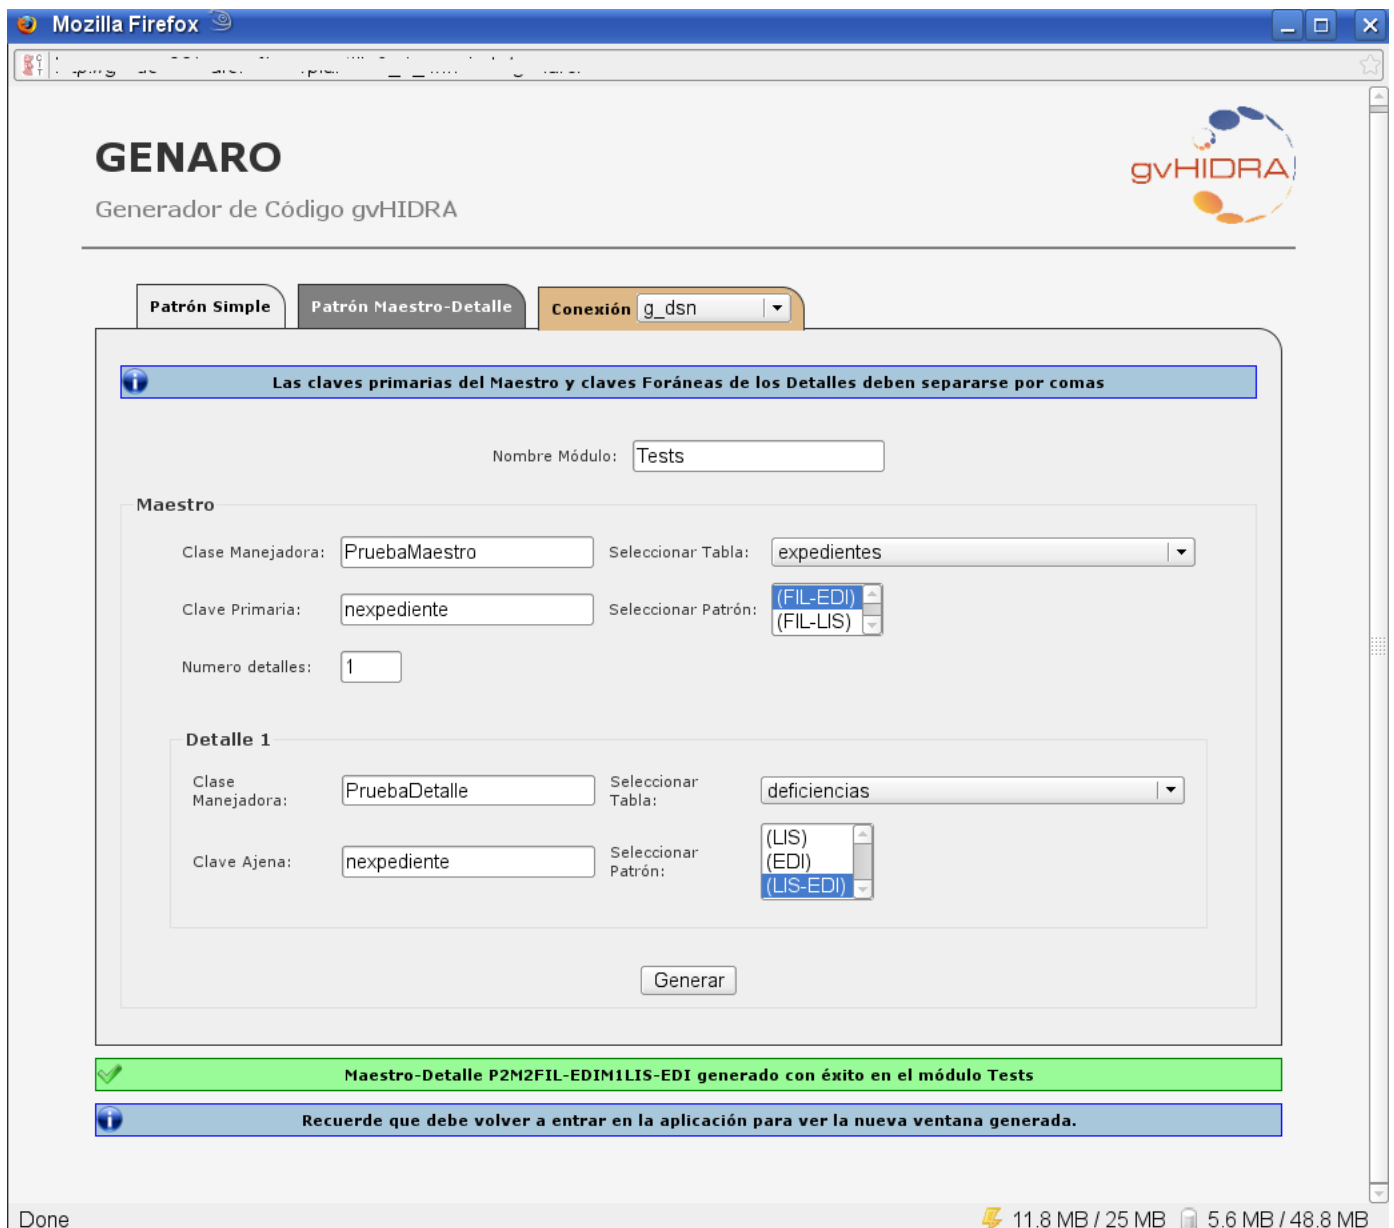 Mozilla Firefox
GENARO
gvHIDRA
Generador de Código gvHIDRA
Patrón Simple
Patrón Maestro-Detalle
Conexión g_dsn
Las claves primarias del Maestro y claves Foráneas de los Detalles deben separarse por comas
Nombre Módulo: Tests
Maestro
Clase Manejadora: PruebaMaestro Seleccionar Tabla: expedientes
Clave Primaria: nexpediente Seleccionar Patrón: (FIL-EDI)
(FIL-LIS)
Numero detalles: 1
Detalle 1
Clase Manejadora: PruebaDetalle Seleccionar Tabla: deficiencias
Clave Ajena: nexpediente Seleccionar Patrón: (LIS)
(EDI)
(LIS-EDI)
Generar
Maestro-Detalle P2M2FIL-EDIM1LIS-EDI generado con éxito en el módulo Tests
Recuerde que debe volver a entrar en la aplicación para ver la nueva ventana generada.
Done 11.8 MB / 25 MB 5.6 MB / 48.8 MB